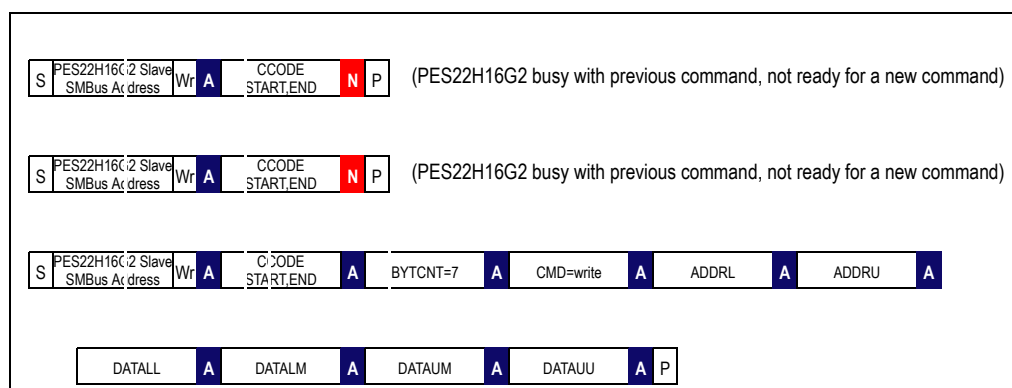 S PES22H16G2 Slave SMBus Address Wr A CCODE START,END N P (PES22H16G2 busy with previous command, not ready for a new command)
S PES22H16G2 Slave SMBus Address Wr A CCODE START,END N P (PES22H16G2 busy with previous command, not ready for a new command)
S PES22H16G2 Slave SMBus Address Wr A CCODE START,END A BYTCNT=7 A CMD=write A ADDRL A ADDRU A
DATALL A DATALM A DATAUM A DATAUU A P